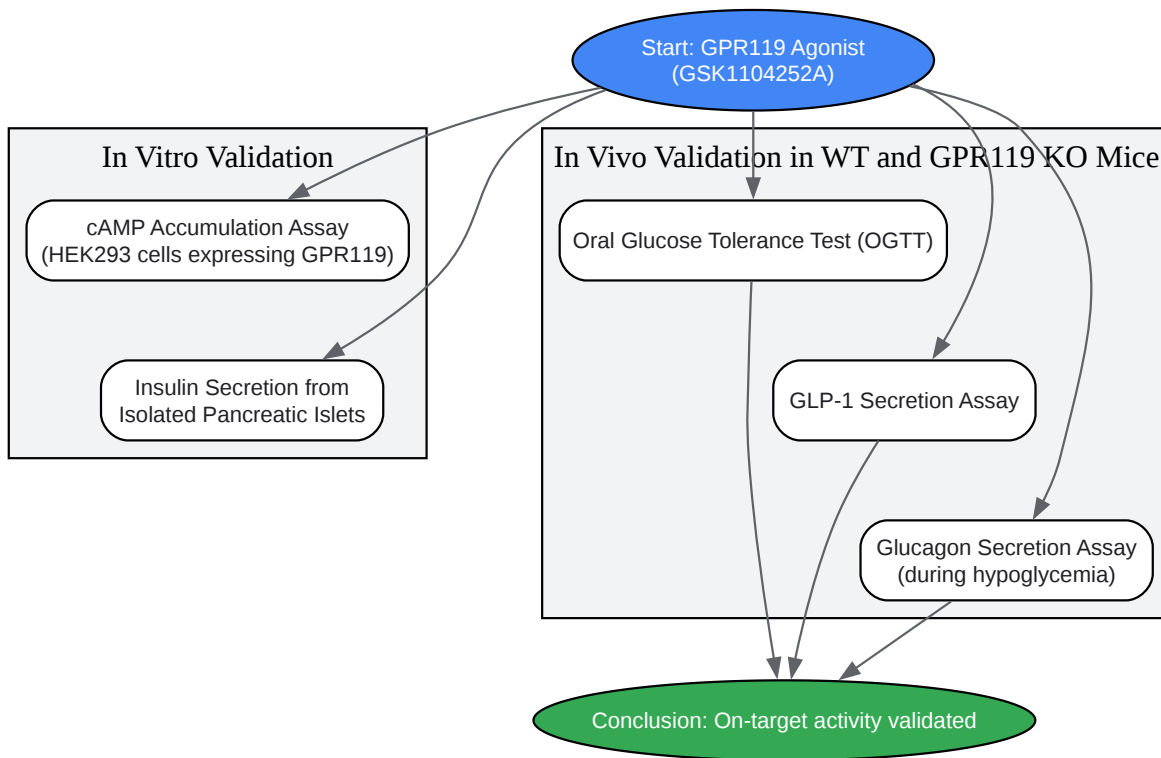 Start: GPR119 Agonist
(GSK1104252A)
In Vitro Validation
cAMP Accumulation Assay
(HEK293 cells expressing GPR119)
Insulin Secretion from
Isolated Pancreatic Islets
In Vivo Validation in WT and GPR119 KO Mice
Oral Glucose Tolerance Test (OGTT)
GLP-1 Secretion Assay
Glucagon Secretion Assay
(during hypoglycemia)
Conclusion: On-target activity validated